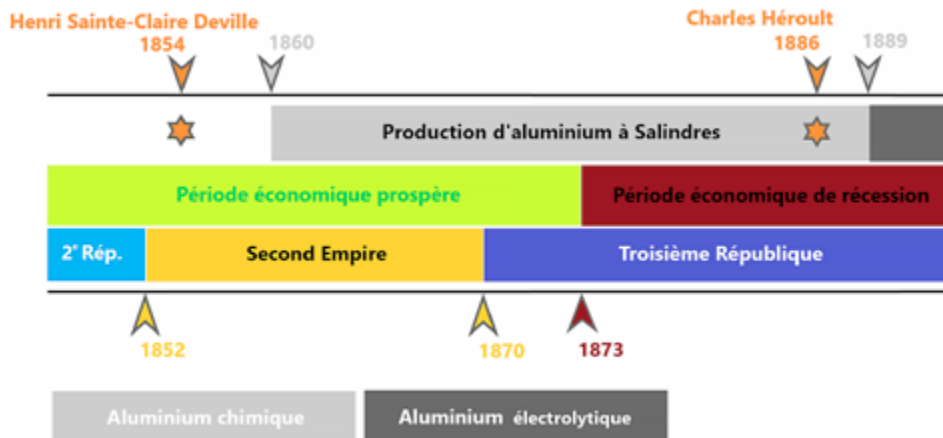 Henri Sainte-Claire Deville
Charles Héroult
1854
1860
1886
1889
Production d'aluminium à Salindres
Période économique prospère
Période économique de récession
2ᵉ Rép.
Second Empire
Troisième République
1852
1870
1873
Aluminium chimique
Aluminium électrolytique